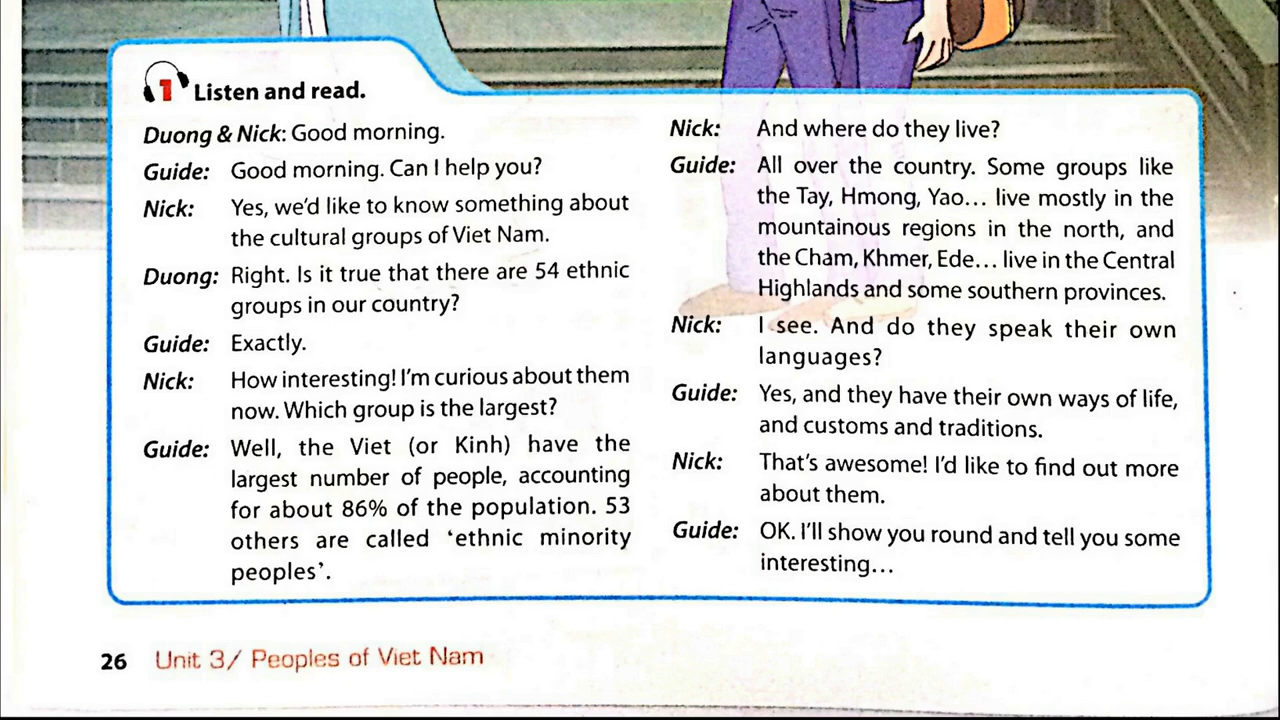 1 Listen and read.
Duong & Nick: Good morning.
Guide: Good morning. Can I help you?
Nick: Yes, we'd like to know something about
the cultural groups of Viet Nam.
Duong: Right. Is it true that there are 54 ethnic
groups in our country?
Guide: Exactly.
Nick: How interesting! I'm curious about them
now. Which group is the largest?
Guide: Well, the Viet (or Kinh) have the
largest number of people, accounting
for about 86% of the population. 53
others are called ‘ethnic minority
peoples’.
Nick: And where do they live?
Guide: All over the country. Some groups like
the Tay, Hmong, Yao... live mostly in the
mountainous regions in the north, and
the Cham, Khmer, Ede... live in the Central
Highlands and some southern provinces.
Nick: I see. And do they speak their own
languages?
Guide: Yes, and they have their own ways of life,
and customs and traditions.
Nick: That's awesome! I'd like to find out more
about them.
Guide: OK. I'll show you round and tell you some
interesting...
26 Unit 3/ Peoples of Viet Nam